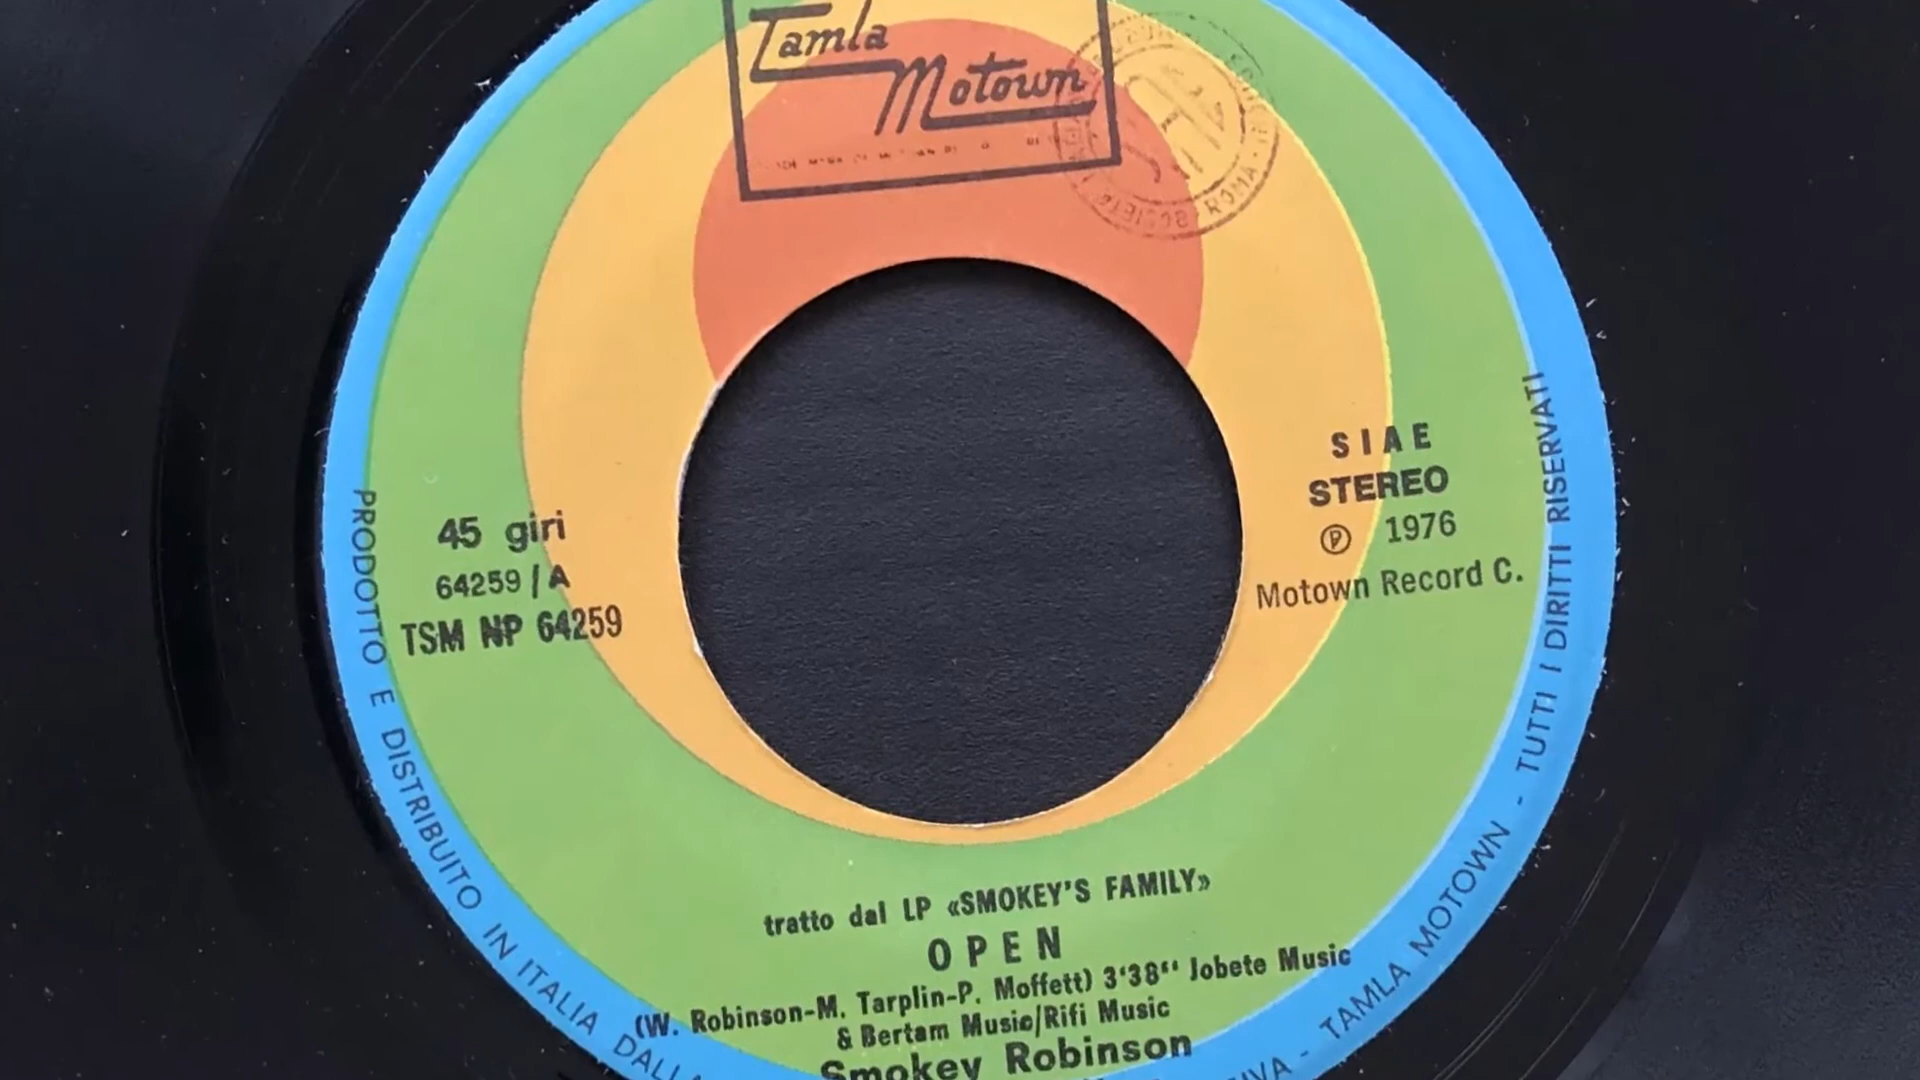 Tamla
Motown
ROMA
45 giri
64259 / A
TSM NP 64259
S I A E
STEREO
Ⓟ 1976
Motown Record C.
tratto dal LP «SMOKEY'S FAMILY»
OPEN
(W. Robinson-M. Tarplin-P. Moffett) 3'38'' Jobete Music
& Bertam Music/Rifi Music
Smokey Robinson
PRODOTTO E DISTRIBUITO IN ITALIA DALLA
- TAMLA MOTOWN - TUTTI I DIRITTI RISERVATI